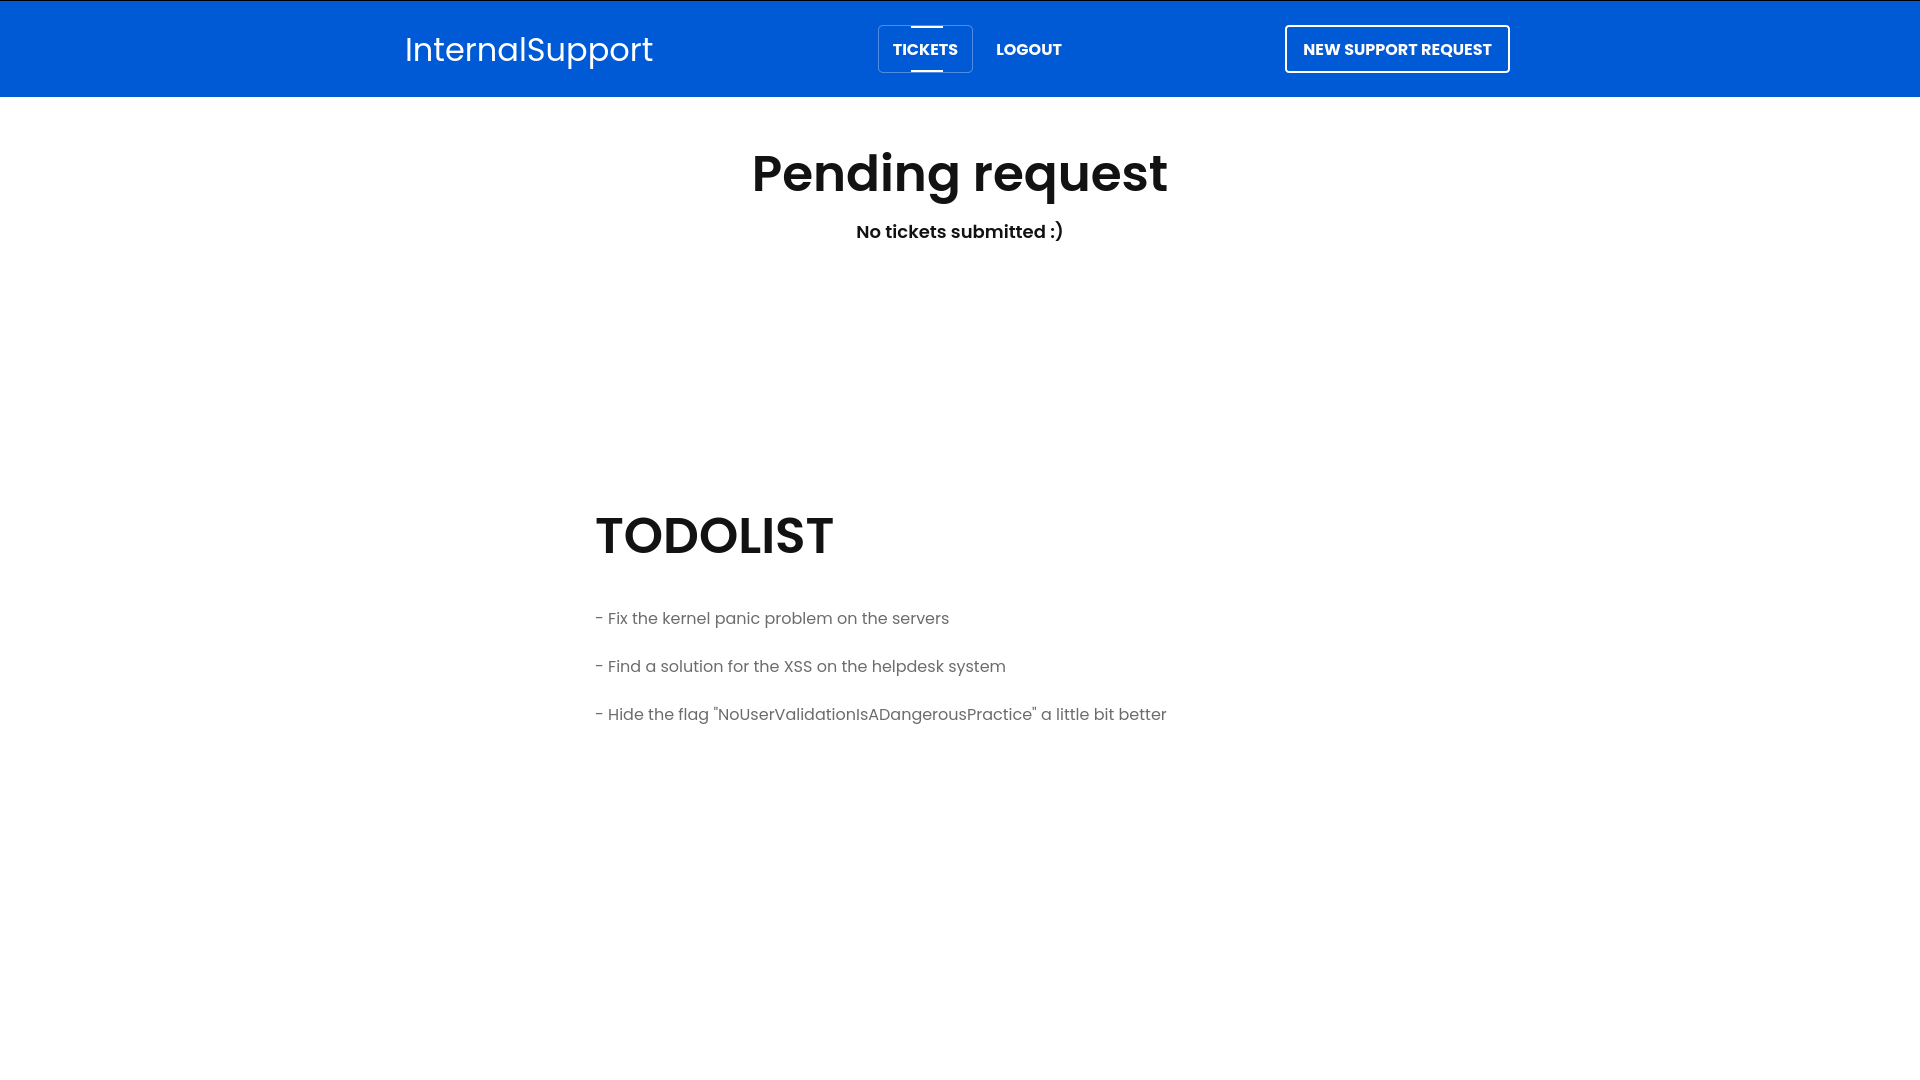 InternalSupport
TICKETS
LOGOUT
NEW SUPPORT REQUEST
Pending request
No tickets submitted :)
TODOLIST
- Fix the kernel panic problem on the servers
- Find a solution for the XSS on the helpdesk system
- Hide the flag "NoUserValidationIsADangerousPractice" a little bit better